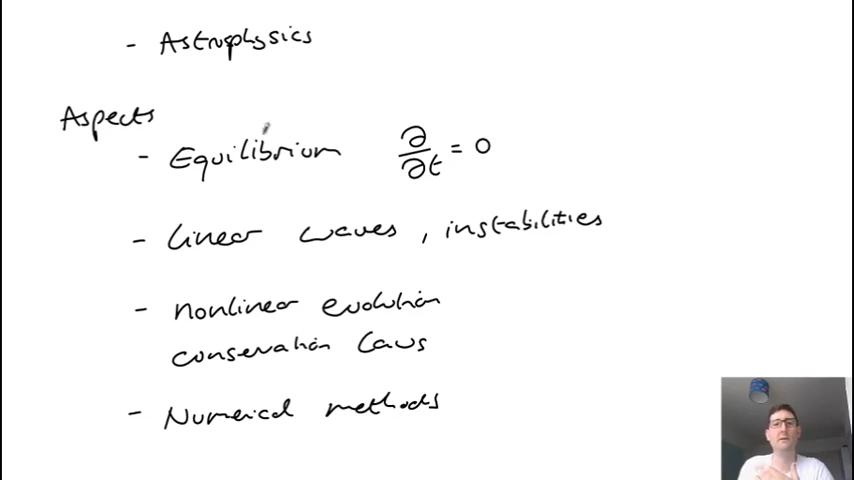 - Astrophysics
Aspects
- Equilibrium ∂/∂t = 0
- linear waves, instabilities
- nonlinear evolution
conservation laws
- Numerical methods